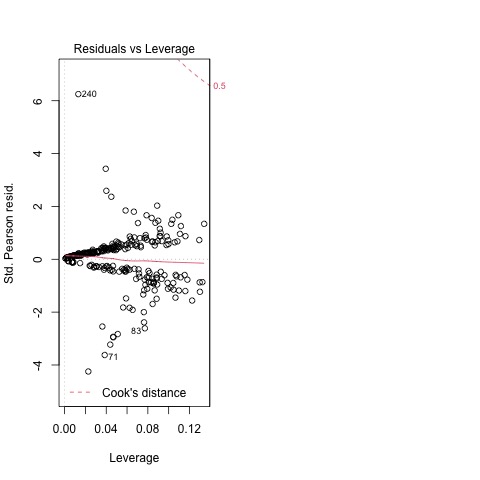 Residuals vs Leverage
0.5
6
240
4
2
0
83
-2
71
-4
Cook's distance
0.00 0.04 0.08 0.12
Leverage
Std. Pearson resid.